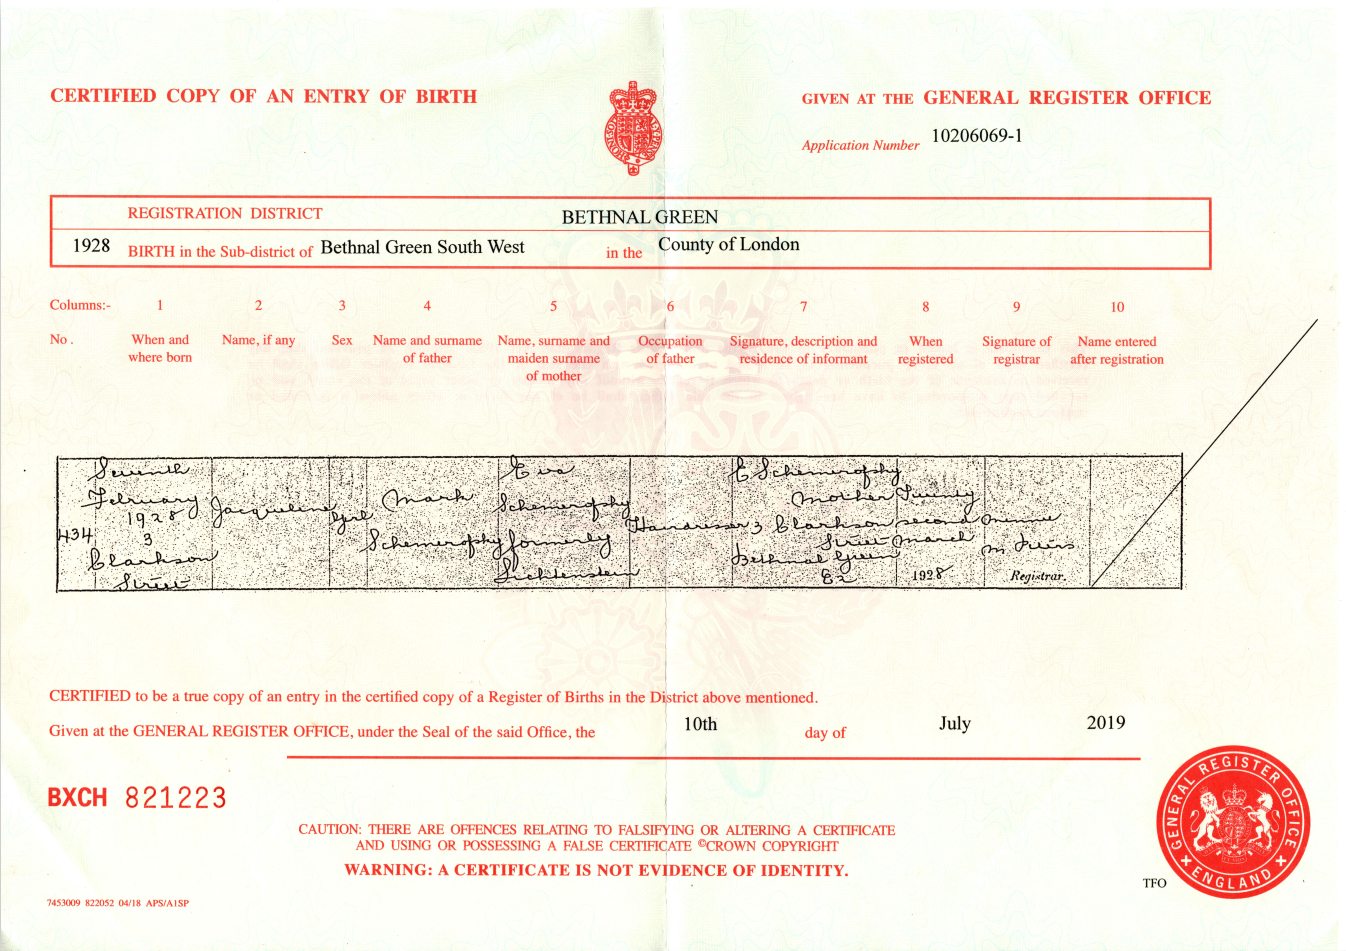 CERTIFIED COPY OF AN ENTRY OF BIRTH
GIVEN AT THE GENERAL REGISTER OFFICE
Application Number 10206069-1
REGISTRATION DISTRICT BETHNAL GREEN
1928 BIRTH in the Sub-district of Bethnal Green South West in the County of London
Columns:- 1 2 3 4 5 6 7 8 9 10
No. When and where born
Name, if any
Sex
Name and surname of father
Name, surname and maiden surname of mother
Occupation of father
Signature, description and residence of informant
When registered
Signature of registrar
Name entered after registration
434
Seventh
February
1928
3
Clarkson
Street
Jacqueline
Girl
Mark
Schemerofsky
Eva
Schemerofsky
formerly
Lichtenstein
Hairdresser
E Schemerofsky
Mother
3 Clarkson
Street
Bethnal Green
E2
Twenty
second
March
1928
Minnie
M
Registrar.
CERTIFIED to be a true copy of an entry in the certified copy of a Register of Births in the District above mentioned.
Given at the GENERAL REGISTER OFFICE, under the Seal of the said Office, the 10th day of July 2019
BXCH 821223
CAUTION: THERE ARE OFFENCES RELATING TO FALSIFYING OR ALTERING A CERTIFICATE
AND USING OR POSSESSING A FALSE CERTIFICATE ©CROWN COPYRIGHT
WARNING: A CERTIFICATE IS NOT EVIDENCE OF IDENTITY.
GENERAL REGISTER OFFICE
ENGLAND
TFO
7453009 822052 04/18 APS/A1SP